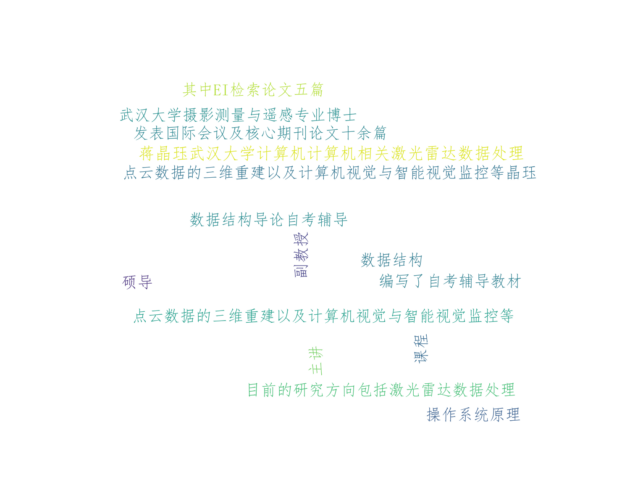 其中EI检索论文五篇
武汉大学摄影测量与遥感专业博士
发表国际会议及核心期刊论文十余篇
蒋晶珏武汉大学计算机计算机相关激光雷达数据处理
点云数据的三维重建以及计算机视觉与智能视觉监控等晶珏
数据结构导论自考辅导
副教授
数据结构
硕导
编写了自考辅导教材
点云数据的三维重建以及计算机视觉与智能视觉监控等
主讲
课程
目前的研究方向包括激光雷达数据处理
操作系统原理